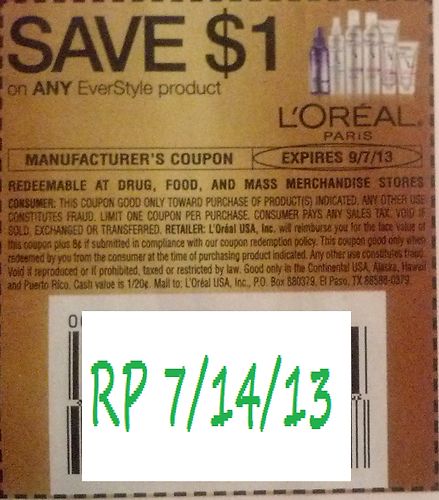 SAVE $1
on ANY EverStyle product
L'ORÉAL
PARIS
MANUFACTURER'S COUPON EXPIRES 9/7/13
REDEEMABLE AT DRUG, FOOD, AND MASS MERCHANDISE STORES
CONSUMER: THIS COUPON GOOD ONLY TOWARD PURCHASE OF PRODUCT(S) INDICATED. ANY OTHER USE
CONSTITUTES FRAUD. LIMIT ONE COUPON PER PURCHASE. CONSUMER PAYS ANY SALES TAX. VOID IF
SOLD, EXCHANGED OR TRANSFERRED. RETAILER: L'Oréal USA, Inc. will reimburse you for the face value of
this coupon plus 8¢ if submitted in compliance with our coupon redemption policy. This coupon good only when
redeemed by you from the consumer at the time of purchasing product indicated. Any other use constitutes fraud.
Void if reproduced or if prohibited, taxed or restricted by law. Good only in the Continental USA, Alaska, Hawaii
and Puerto Rico. Cash value is 1/20¢. Mail to: L'Oréal USA, Inc., P.O. Box 880379, El Paso, TX 88588-0379.
RP 7/14/13